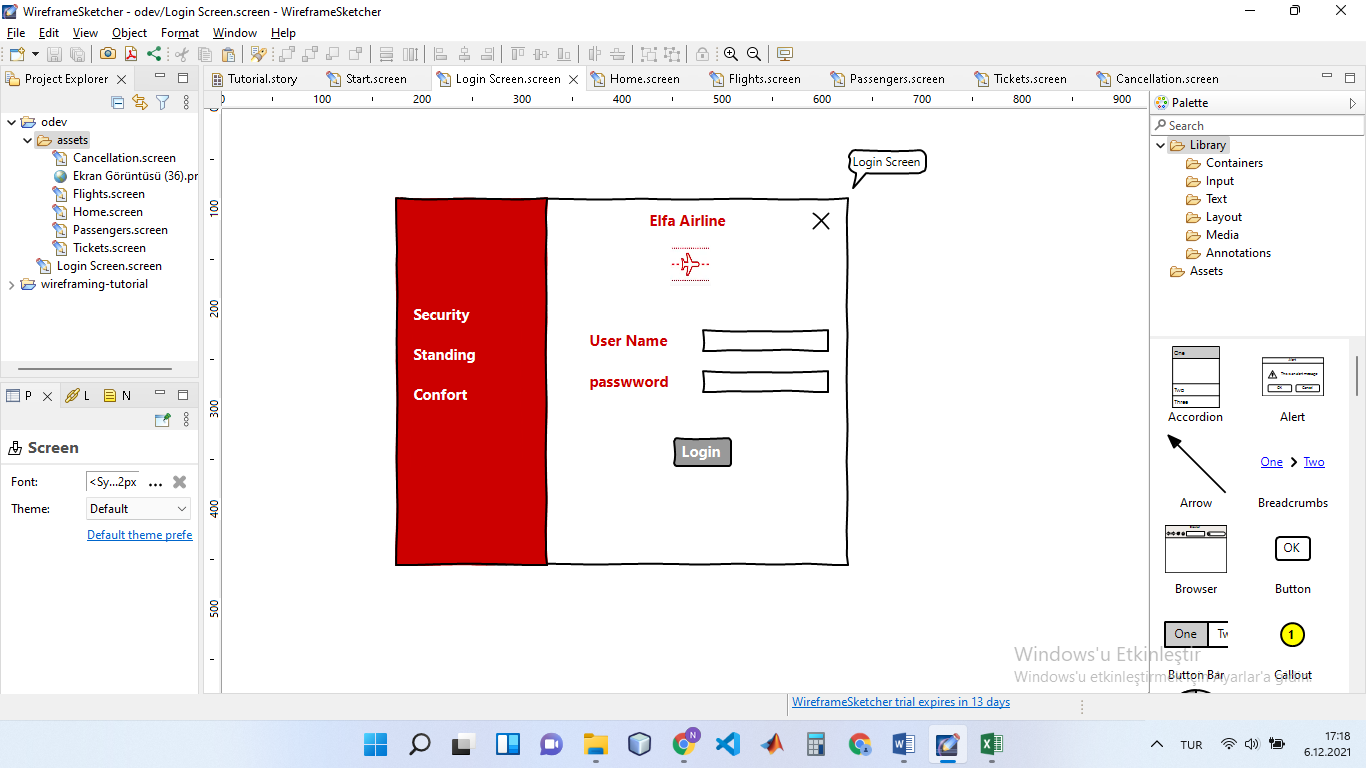 WireframeSketcher - odev/Login Screen.screen - WireframeSketcher
File Edit View Object Format Window Help
Project Explorer
Tutorial.story Start.screen Login Screen.screen Home.screen Flights.screen Passengers.screen Tickets.screen Cancellation.screen
0 100 200 300 400 500 600 700 800 900
0
100
200
300
400
500
odev
assets
Cancellation.screen
Ekran Görüntüsü (36).pr
Flights.screen
Home.screen
Passengers.screen
Tickets.screen
Login Screen.screen
wireframing-tutorial
P L N
Screen
Font: <Sy...2px ...
Theme: Default
Default theme prefe
Login Screen
Elfa Airline
Security
Standing
Confort
User Name
passwword
Login
Palette
Search
Library
Containers
Input
Text
Layout
Media
Annotations
Assets
One
Two
Three
Accordion
Alert
This is an alert message
OK Cancel
Alert
Arrow
One Two
Breadcrumbs
Browser
OK
Button
One Tw
Button Bar
1
Callout
Windows'u Etkinleştir
Windows'u etkinleştirmek için Ayarlar'a gidin.
WireframeSketcher trial expires in 13 days
N
TUR
17:18
6.12.2021